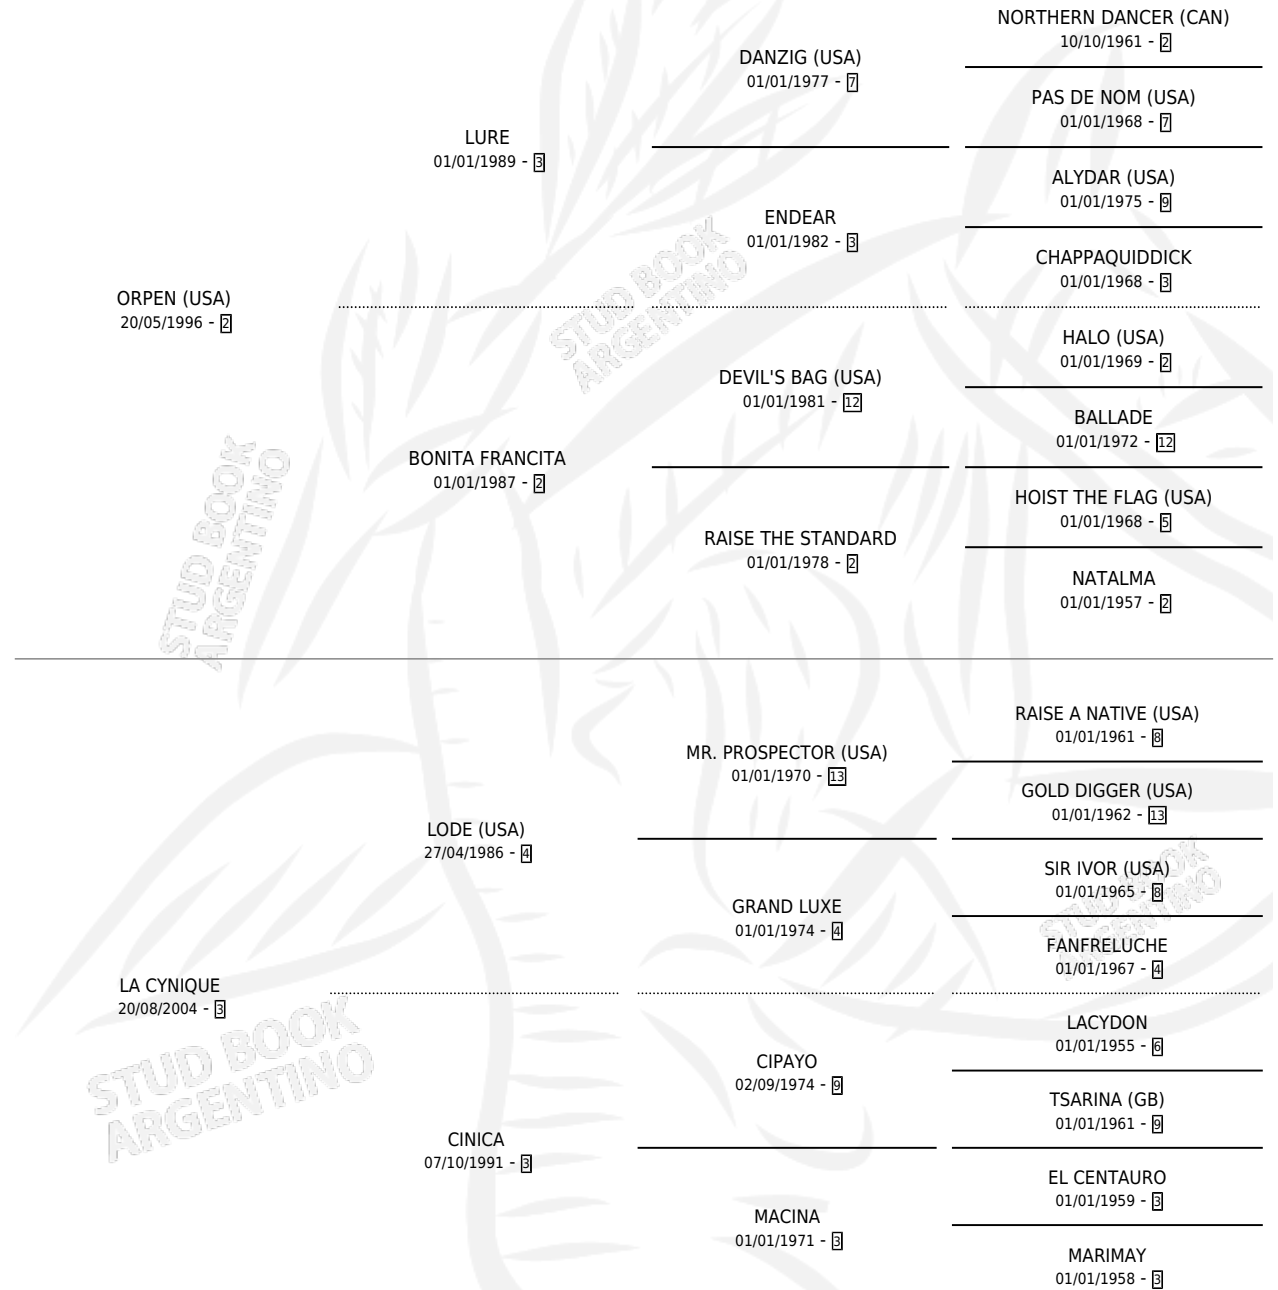 NORTHERN DANCER (CAN)
10/10/1961 - 2
DANZIG (USA)
01/01/1977 - 7
PAS DE NOM (USA)
01/01/1968 - 7
LURE
01/01/1989 - 3
ALYDAR (USA)
01/01/1975 - 9
ENDEAR
01/01/1982 - 3
CHAPPAQUIDDICK
01/01/1968 - 3
ORPEN (USA)
20/05/1996 - 2
HALO (USA)
01/01/1969 - 2
DEVIL'S BAG (USA)
01/01/1981 - 12
BALLADE
01/01/1972 - 12
BONITA FRANCITA
01/01/1987 - 2
HOIST THE FLAG (USA)
01/01/1968 - 5
RAISE THE STANDARD
01/01/1978 - 2
NATALMA
01/01/1957 - 2
STUD BOOK
ARGENTINO
STUD BOOK
ARGENTINO
RAISE A NATIVE (USA)
01/01/1961 - 8
MR. PROSPECTOR (USA)
01/01/1970 - 13
GOLD DIGGER (USA)
01/01/1962 - 13
LODE (USA)
27/04/1986 - 4
SIR IVOR (USA)
01/01/1965 - 8
GRAND LUXE
01/01/1974 - 4
FANFRELUCHE
01/01/1967 - 4
LA CYNIQUE
20/08/2004 - 3
LACYDON
01/01/1955 - 6
CIPAYO
02/09/1974 - 9
TSARINA (GB)
01/01/1961 - 9
CINICA
07/10/1991 - 3
EL CENTAURO
01/01/1959 - 3
MACINA
01/01/1971 - 3
MARIMAY
01/01/1958 - 3
STUD BOOK
ARGENTINO
STUD BOOK
ARGENTINO